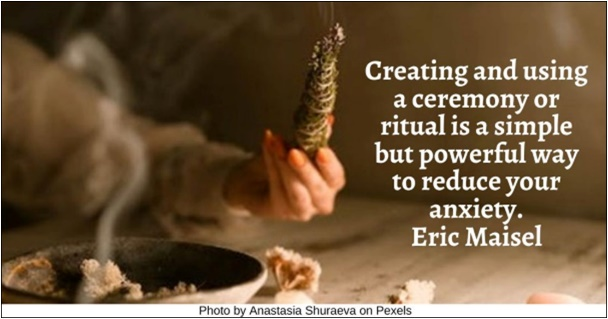 Creating and using
a ceremony or
ritual is a simple
but powerful way
to reduce your
anxiety.
Eric Maisel
Photo by Anastasia Shuraeva on Pexels